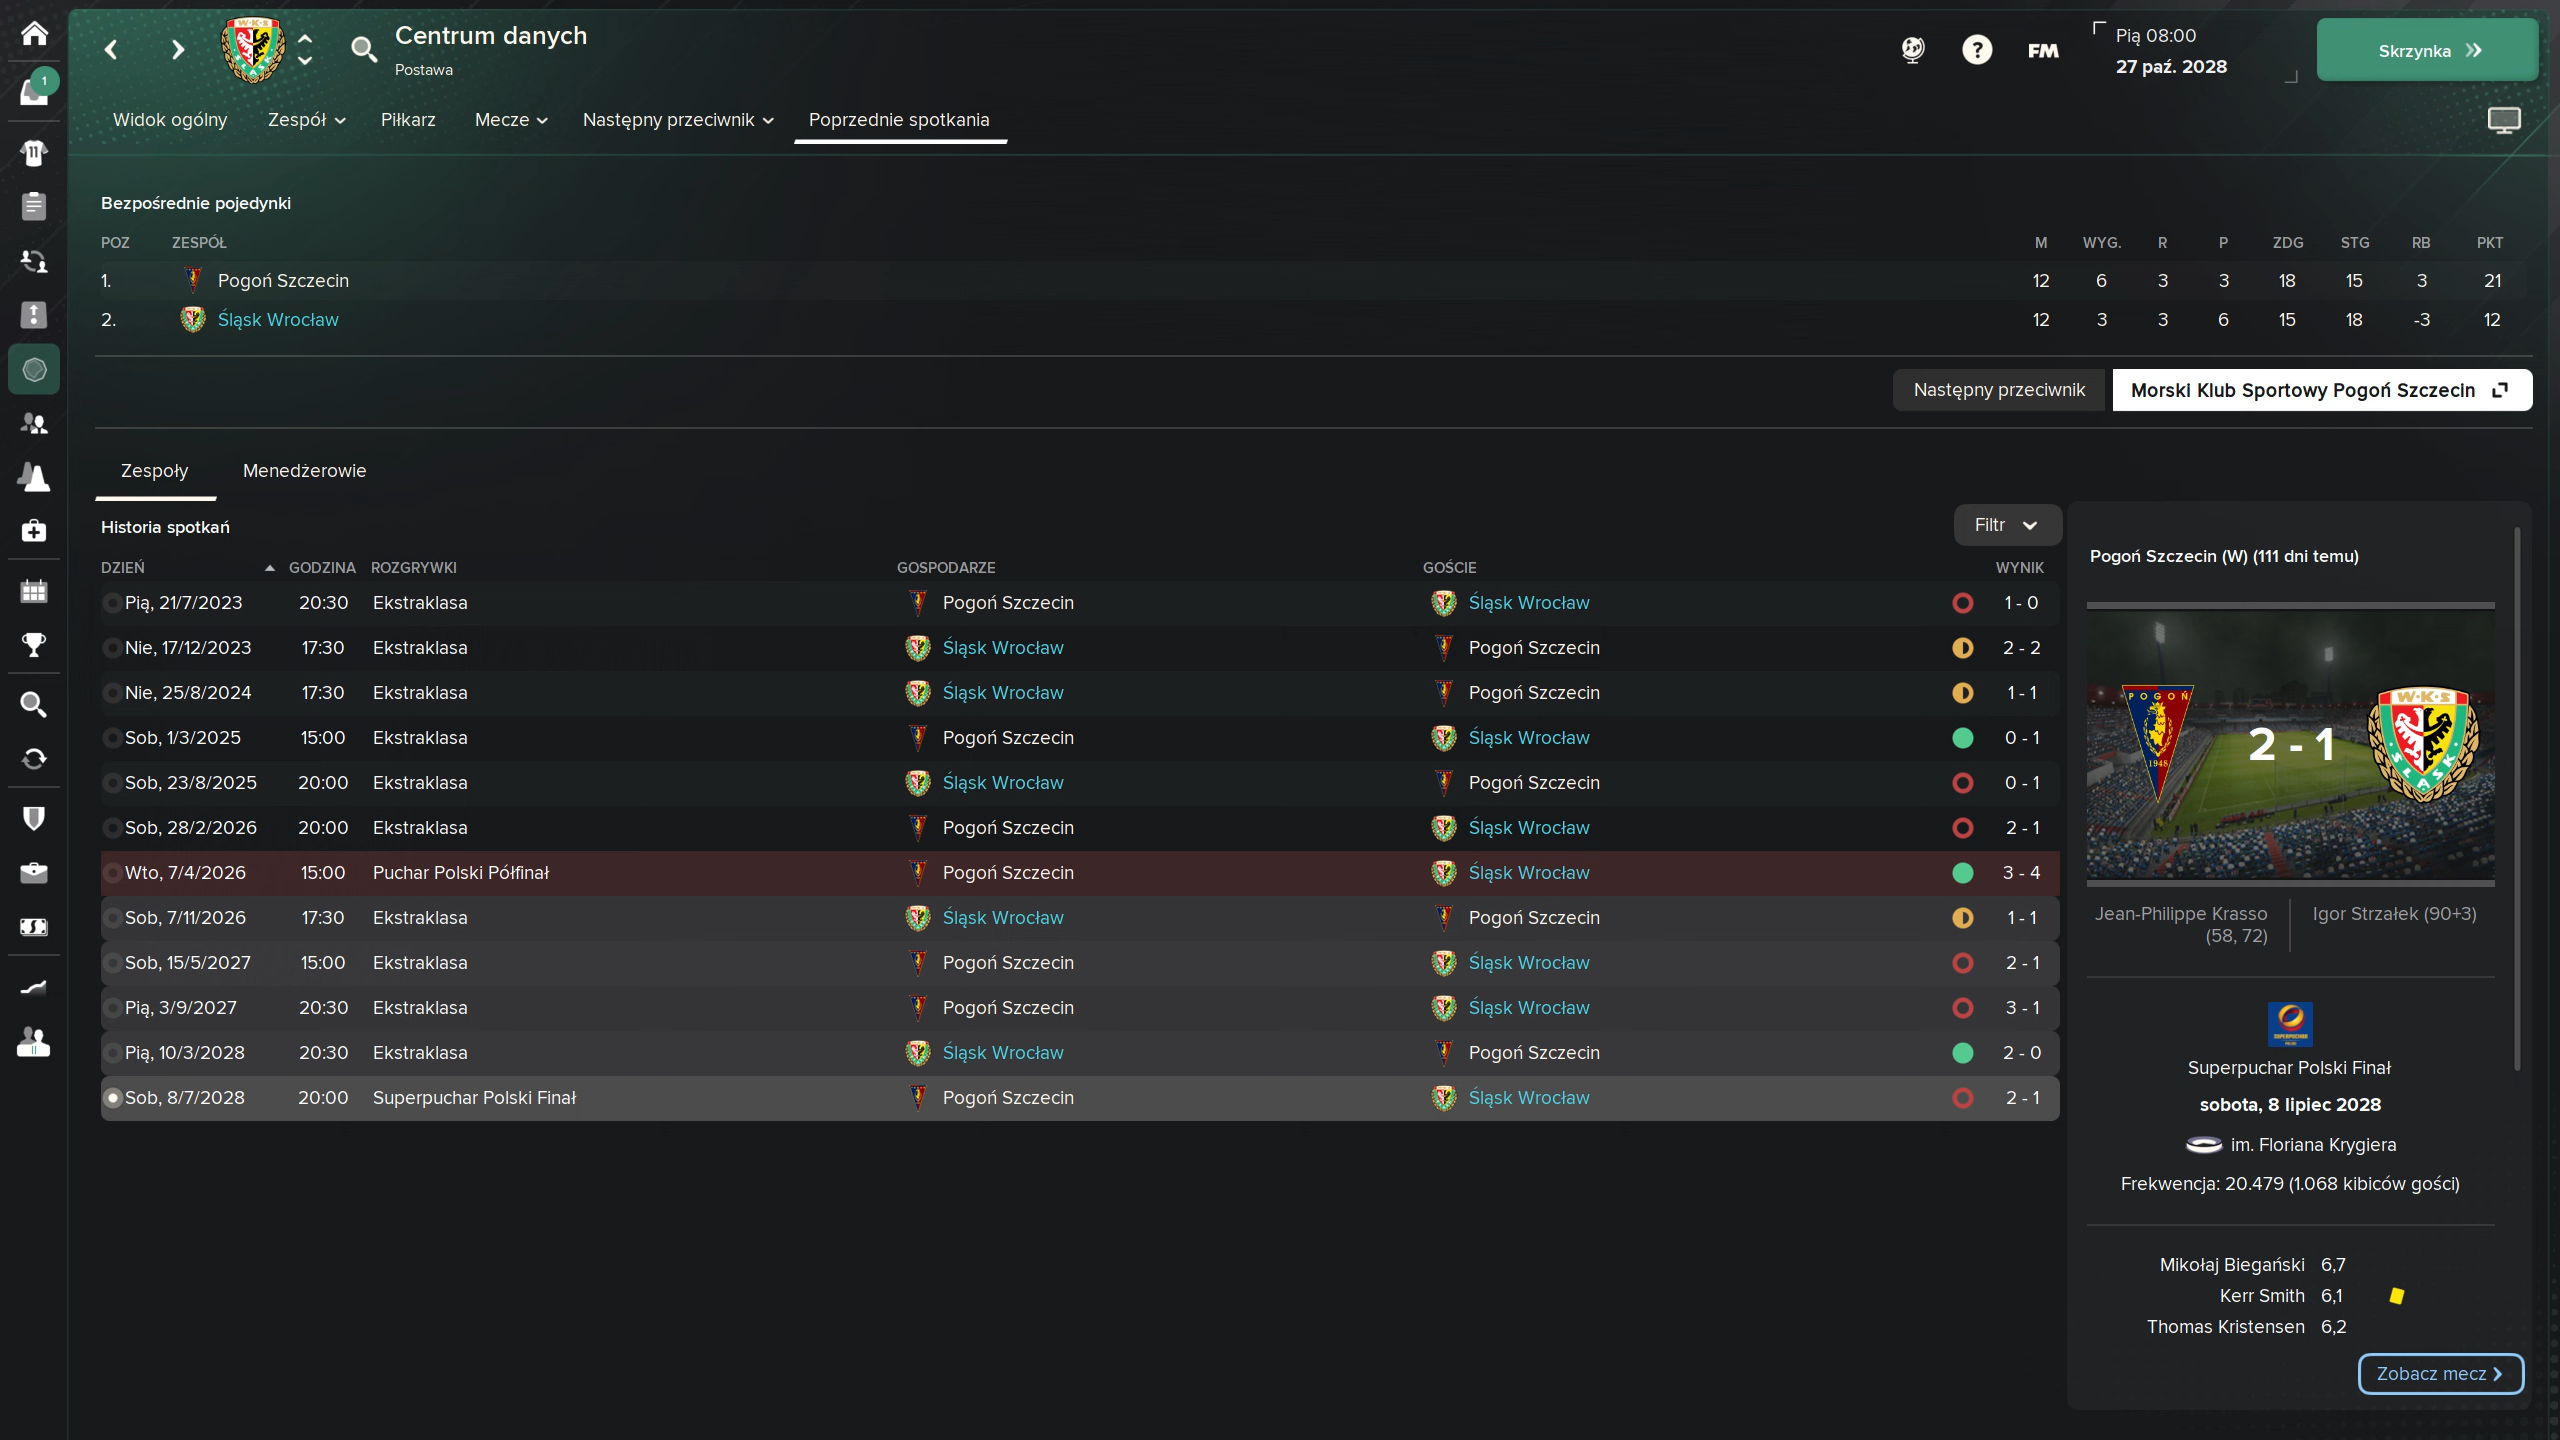 Centrum danych
Postawa
1
Pią 08:00
27 paź. 2028
Skrzynka
FM
Widok ogólny Zespół Piłkarz Mecze Następny przeciwnik Poprzednie spotkania
11
Bezpośrednie pojedynki
POZ ZESPÓŁ M WYG. R P ZDG STG RB PKT
1. Pogoń Szczecin 12 6 3 3 18 15 3 21
2. Śląsk Wrocław 12 3 3 6 15 18 -3 12
Następny przeciwnik Morski Klub Sportowy Pogoń Szczecin
Zespoły Menedżerowie
Historia spotkań Filtr
DZIEŃ GODZINA ROZGRYWKI GOSPODARZE GOŚCIE WYNIK
Pią, 21/7/2023 20:30 Ekstraklasa Pogoń Szczecin Śląsk Wrocław 1 - 0
Nie, 17/12/2023 17:30 Ekstraklasa Śląsk Wrocław Pogoń Szczecin 2 - 2
Nie, 25/8/2024 17:30 Ekstraklasa Śląsk Wrocław Pogoń Szczecin 1 - 1
Sob, 1/3/2025 15:00 Ekstraklasa Pogoń Szczecin Śląsk Wrocław 0 - 1
Sob, 23/8/2025 20:00 Ekstraklasa Śląsk Wrocław Pogoń Szczecin 0 - 1
Sob, 28/2/2026 20:00 Ekstraklasa Pogoń Szczecin Śląsk Wrocław 2 - 1
Wto, 7/4/2026 15:00 Puchar Polski Półfinał Pogoń Szczecin Śląsk Wrocław 3 - 4
Sob, 7/11/2026 17:30 Ekstraklasa Śląsk Wrocław Pogoń Szczecin 1 - 1
Sob, 15/5/2027 15:00 Ekstraklasa Pogoń Szczecin Śląsk Wrocław 2 - 1
Pią, 3/9/2027 20:30 Ekstraklasa Pogoń Szczecin Śląsk Wrocław 3 - 1
Pią, 10/3/2028 20:30 Ekstraklasa Śląsk Wrocław Pogoń Szczecin 2 - 0
Sob, 8/7/2028 20:00 Superpuchar Polski Finał Pogoń Szczecin Śląsk Wrocław 2 - 1
Pogoń Szczecin (W) (111 dni temu)
POGOŃ
1948
2 - 1
W·K·S
ŚLĄSK
Jean-Philippe Krasso
(58, 72)
Igor Strzałek (90+3)
Superpuchar Polski Finał
sobota, 8 lipiec 2028
im. Floriana Krygiera
Frekwencja: 20.479 (1.068 kibiców gości)
Mikołaj Biegański 6,7
Kerr Smith 6,1
Thomas Kristensen 6,2
Zobacz mecz